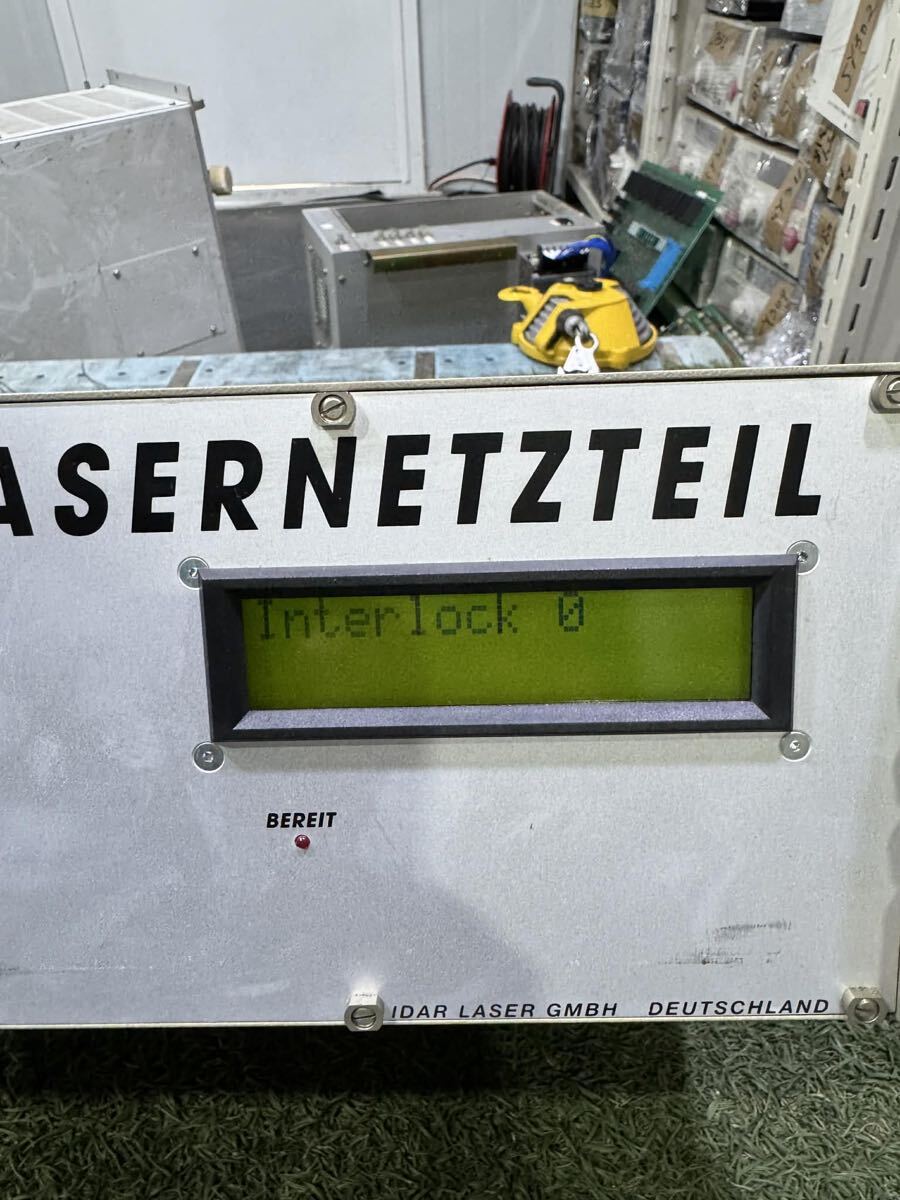 ASERNETZTEIL
Interlock 0
BEREIT
IDAR LASER GMBH DEUTSCHLAND